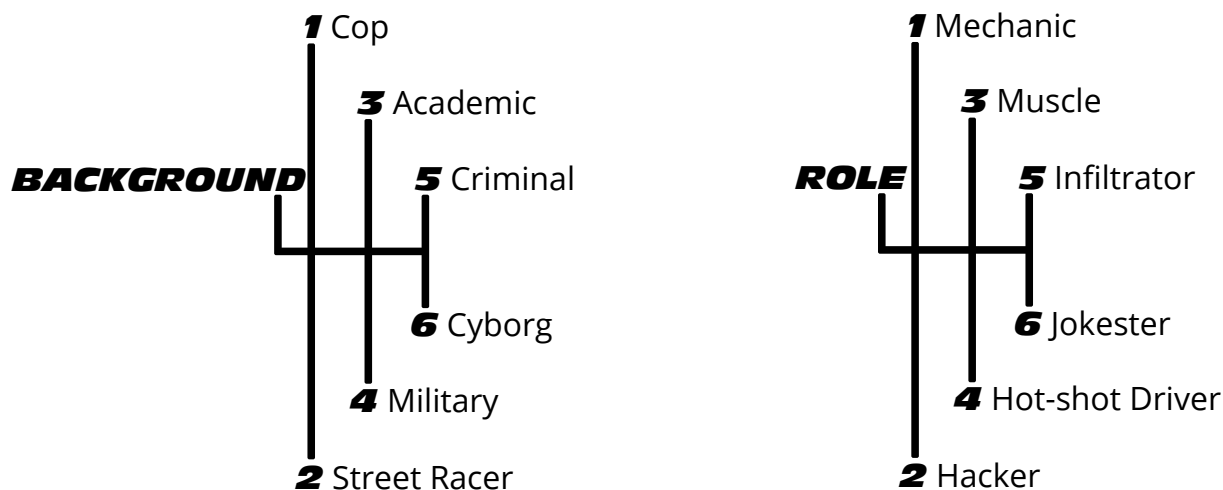 1 Cop
3 Academic
BACKGROUND
5 Criminal
6 Cyborg
4 Military
2 Street Racer
1 Mechanic
3 Muscle
ROLE
5 Infiltrator
6 Jokester
4 Hot-shot Driver
2 Hacker